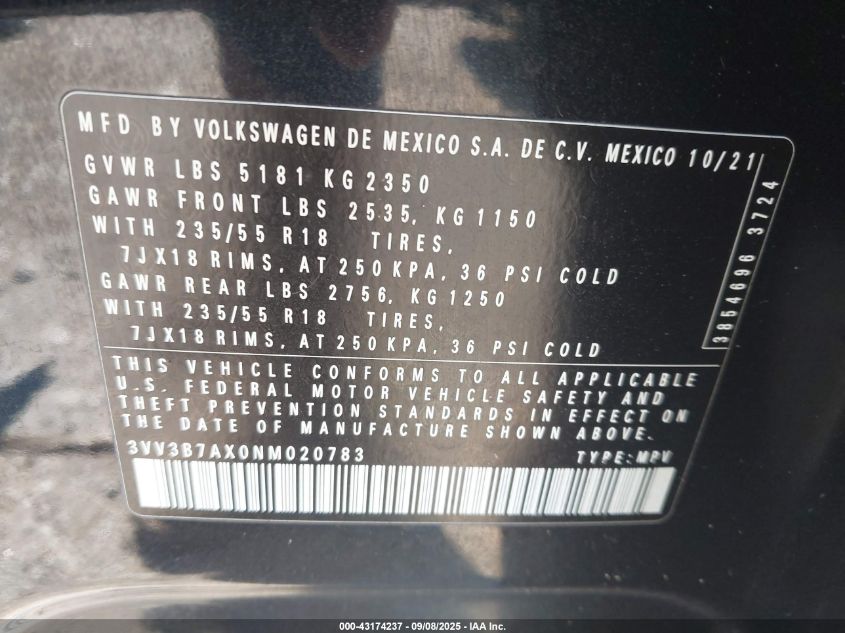 MFD BY VOLKSWAGEN DE MEXICO S.A. DE C.V. MEXICO 10/21
GVWR LBS 5181 KG 2350
GAWR FRONT LBS 2535, KG 1150
WITH 235/55 R18 TIRES,
7JX18 RIMS, AT 250 KPA, 36 PSI COLD
GAWR REAR LBS 2756, KG 1250
WITH 235/55 R18 TIRES,
7JX18 RIMS, AT 250 KPA, 36 PSI COLD
3854696 3724
THIS VEHICLE CONFORMS TO ALL APPLICABLE
U.S. FEDERAL MOTOR VEHICLE SAFETY AND
THEFT PREVENTION STANDARDS IN EFFECT ON
THE DATE OF MANUFACTURE SHOWN ABOVE.
3VV3B7AX0NM020783 TYPE:MPV
000-43174237 - 09/08/2025 - IAA Inc.